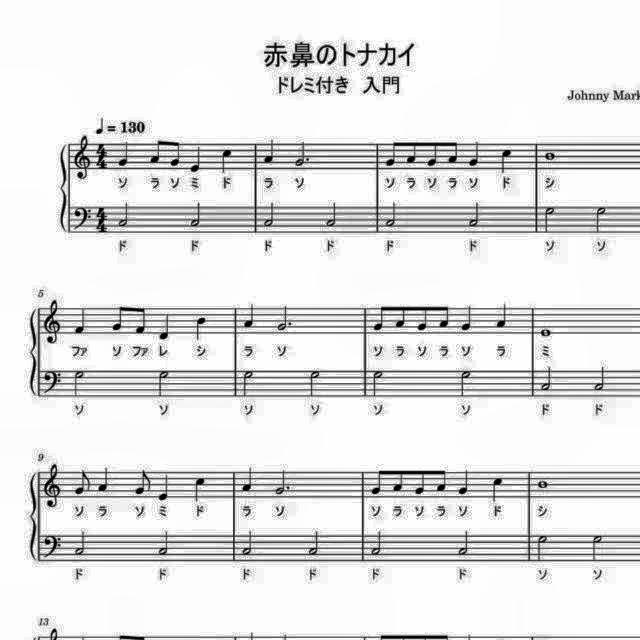 赤鼻のトナカイ
ドレミ付き 入門
Johnny Mark
= 130
ソ ラソ ミ ド ラ ソ ソラソラソ ド シ
ド ド ド ド ド ド ソ ソ
5
ファ ソファ レ シ ラ ソ ソラソラソ ラ ミ
ソ ソ ソ ソ ソ ソ ド ド
9
ソ ラ ソ ミ ド ラ ソ ソラソラソ ド シ
ド ド ド ド ド ド ソ ソ
13